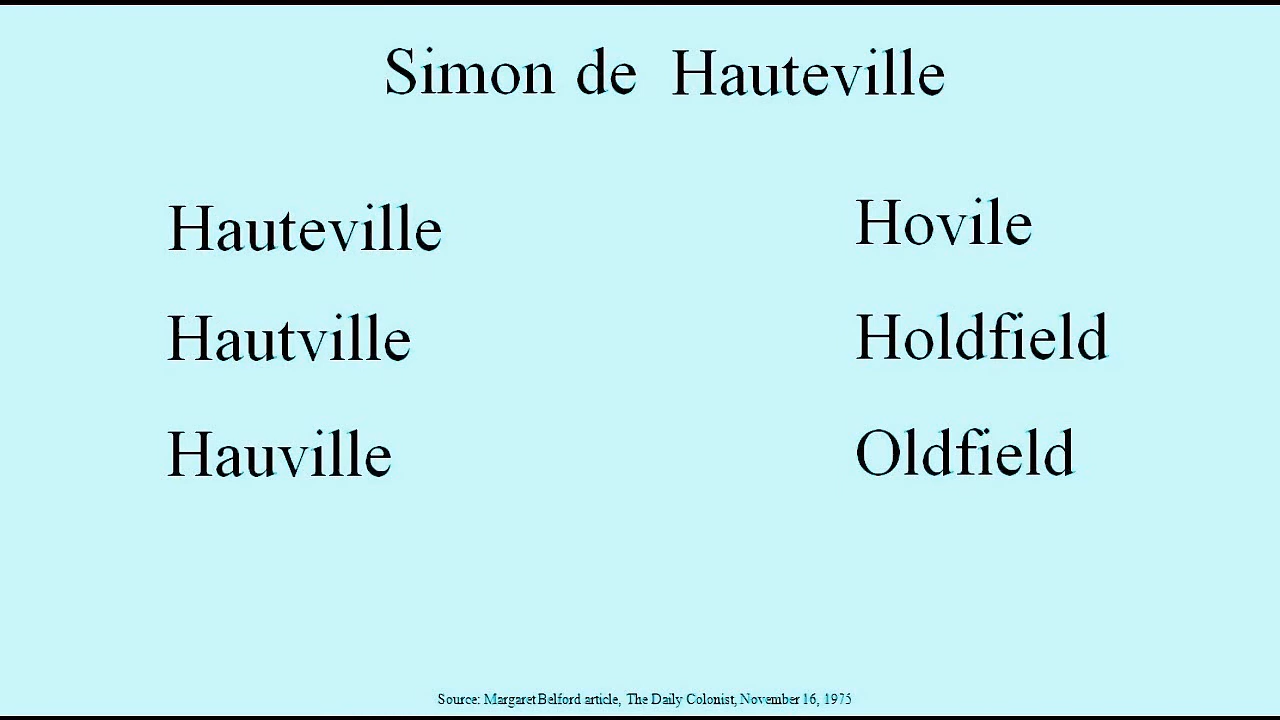 Simon de Hauteville
Hauteville
Hautville
Hauville
Hovile
Holdfield
Oldfield
Source: Margaret Belford article, The Daily Colonist, November 16, 1975